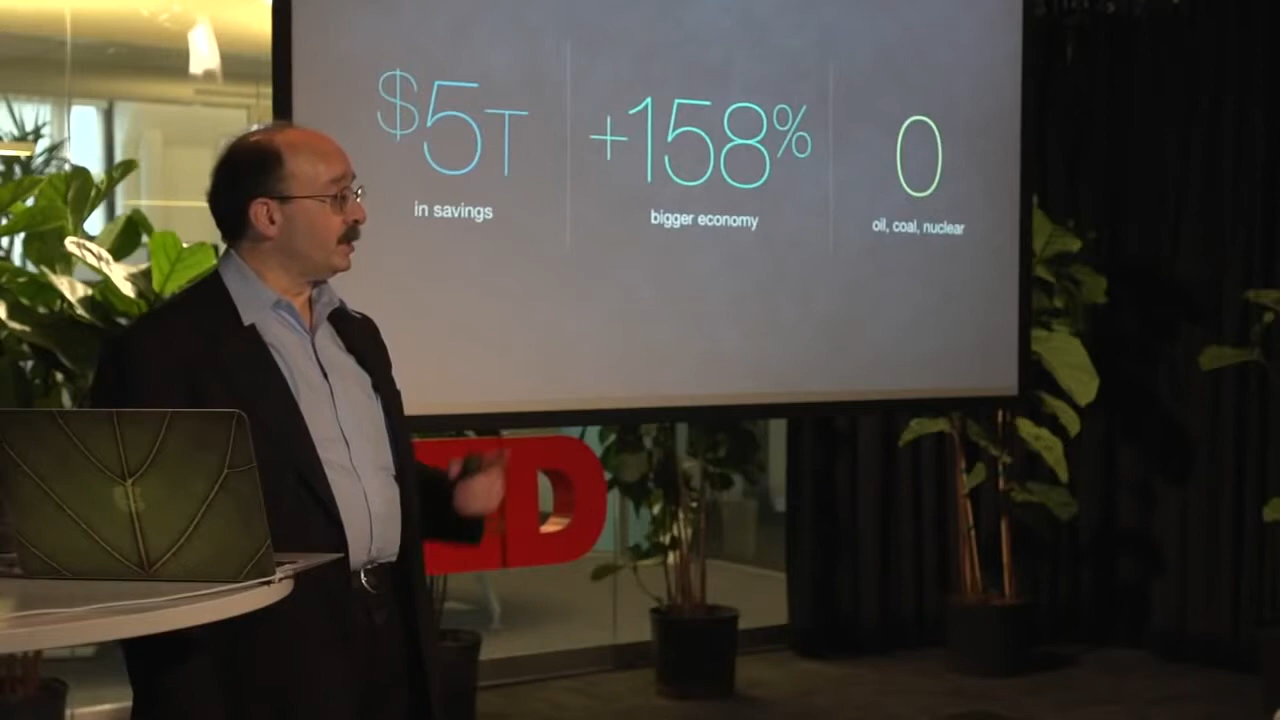 $5T
in savings
+158%
bigger economy
0
oil, coal, nuclear
D